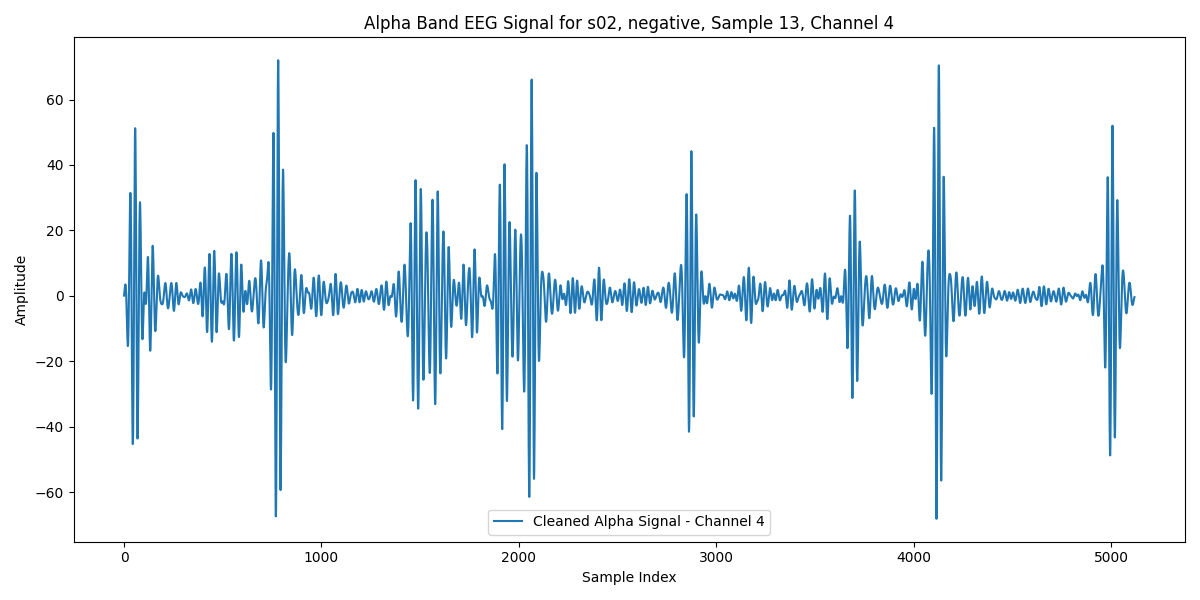 Alpha Band EEG Signal for s02, negative, Sample 13, Channel 4
Amplitude
60
40
20
0
−20
−40
−60
Cleaned Alpha Signal - Channel 4
0 1000 2000 3000 4000 5000
Sample Index